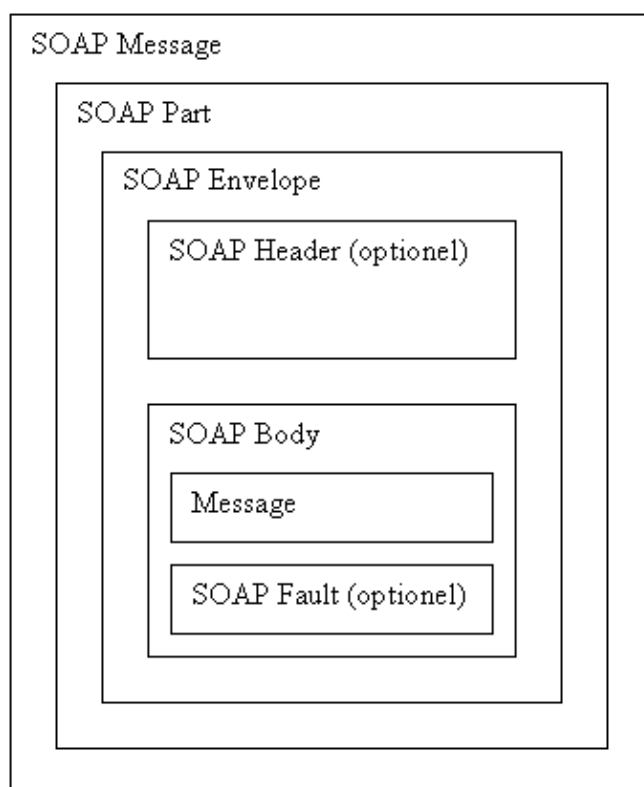 SOAP Message
SOAP Part
SOAP Envelope
SOAP Header (optionel)
SOAP Body
Message
SOAP Fault (optionel)